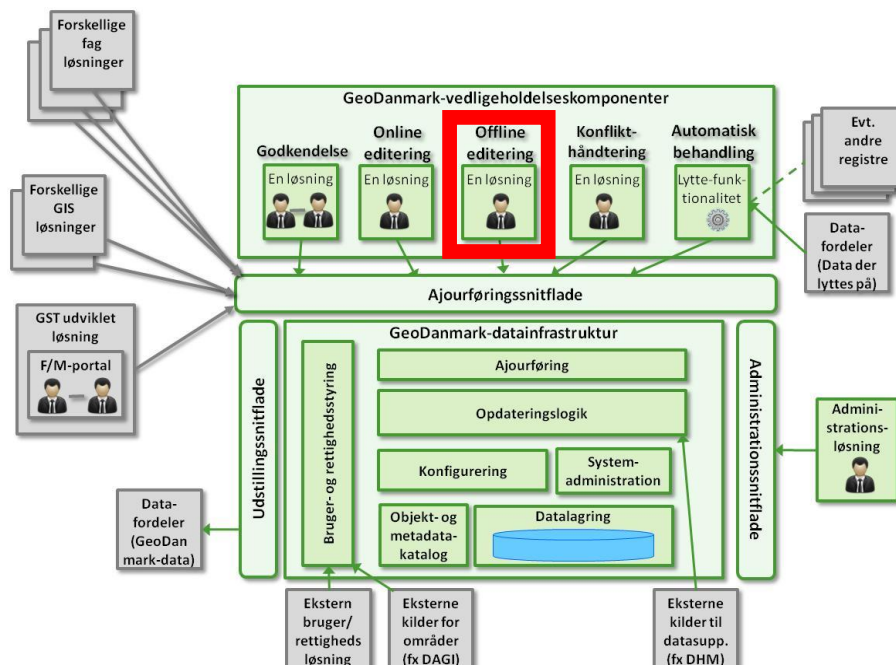 Forskellige
fag
løsninger
GeoDanmark-vedligeholdelseskomponenter
Godkendelse
En løsning
Online
editering
En løsning
Offline
editering
En løsning
Konflikt-
håndtering
En løsning
Automatisk
behandling
Lytte-funk-
tionalitet
Evt.
andre
registre
Forskellige
GIS
løsninger
Data-
fordeler
(Data der
lyttes på)
Ajourføringssnitflade
GST udviklet
løsning
F/M-portal
Udstillingssnitflade
GeoDanmark-datainfrastruktur
Bruger- og rettighedsstyring
Ajourføring
Opdateringslogik
Konfigurering
System-
administration
Objekt- og
metadata-
katalog
Datalagring
Administrationssnitflade
Admini-
strations-
løsning
Data-
fordeler
(GeoDan
mark-data)
Ekstern
bruger/
rettigheds
løsning
Eksterne
kilder for
områder
(fx DAGI)
Eksterne
kilder til
datasupp.
(fx DHM)